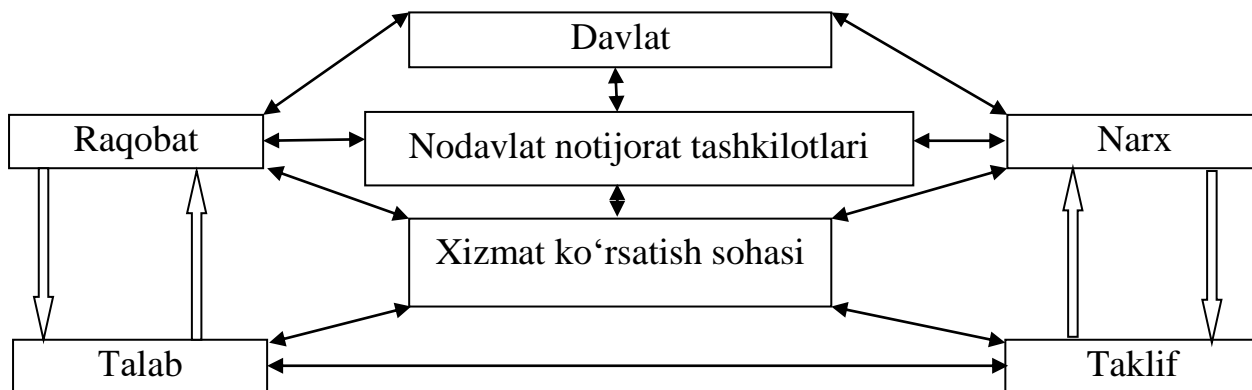 Davlat
Raqobat
Nodavlat notijorat tashkilotlari
Narx
Xizmat ko‘rsatish sohasi
Talab
Taklif